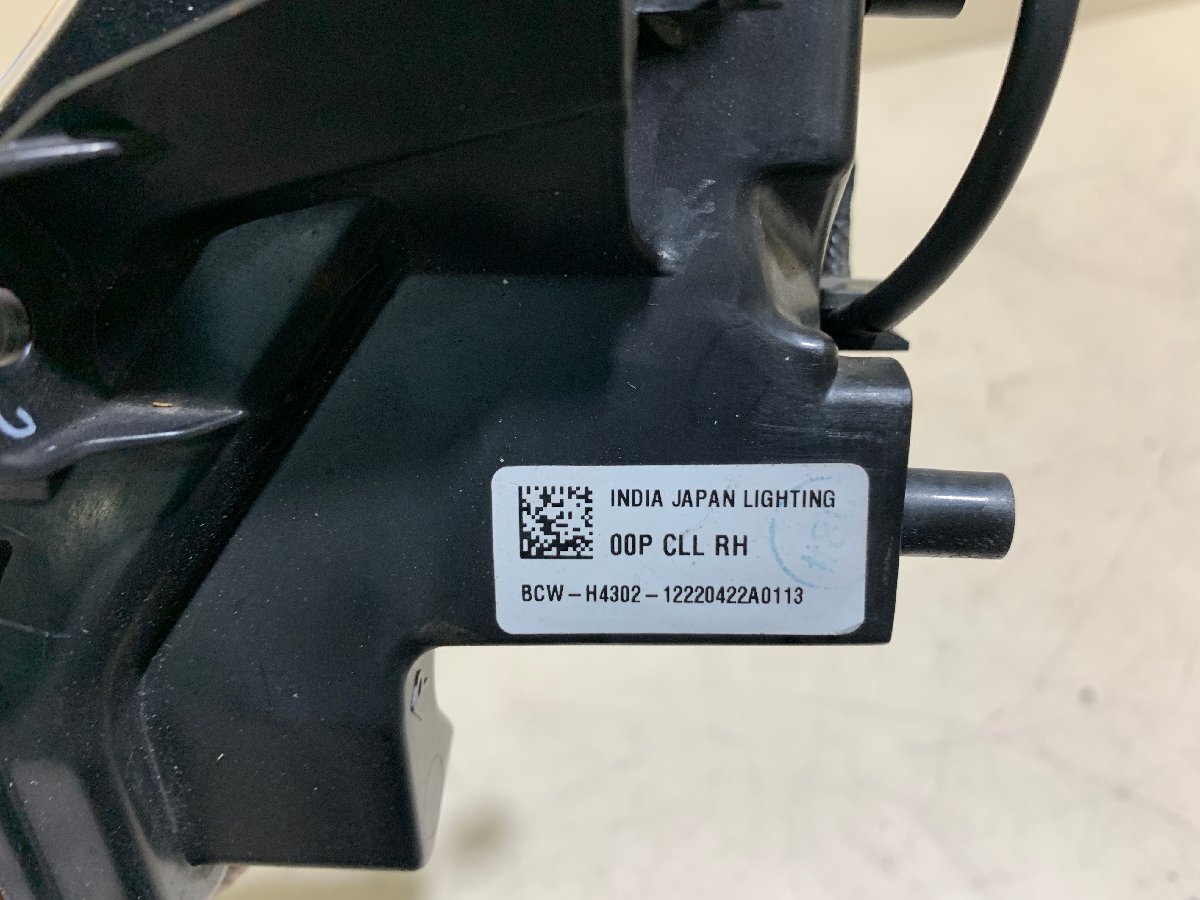 INDIA JAPAN LIGHTING
00P CLL RH
BCW-H4302-12220422A0113